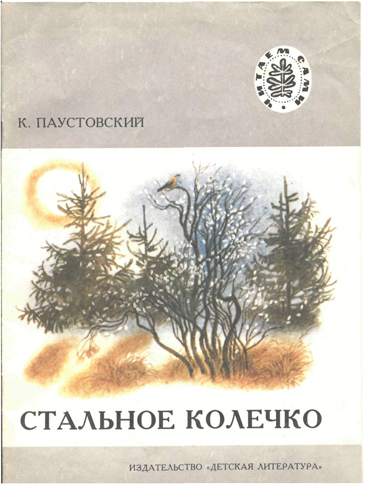 ЧИТАЕМ САМИ
К. ПАУСТОВСКИЙ
СТАЛЬНОЕ КОЛЕЧКО
ИЗДАТЕЛЬСТВО «ДЕТСКАЯ ЛИТЕРАТУРА»